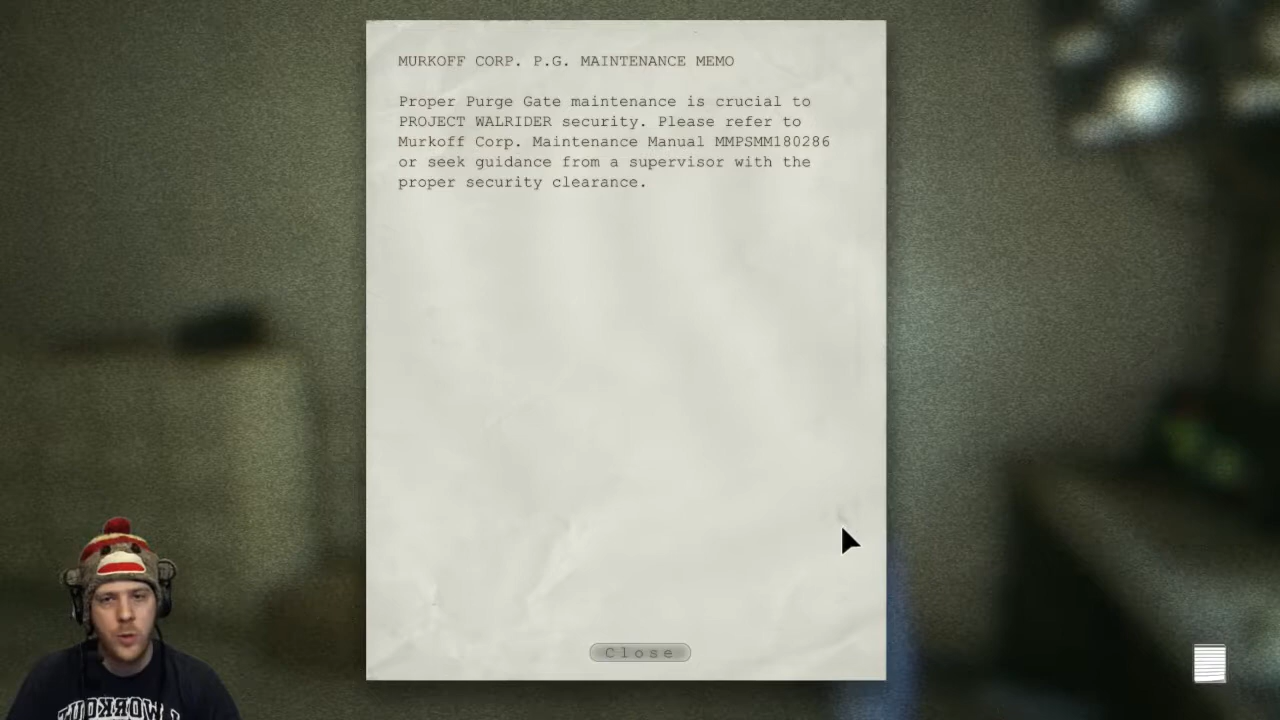 MURKOFF CORP. P.G. MAINTENANCE MEMO
Proper Purge Gate maintenance is crucial to
PROJECT WALRIDER security. Please refer to
Murkoff Corp. Maintenance Manual MMPSMM180286
or seek guidance from a supervisor with the
proper security clearance.
Close
I WORKOUT